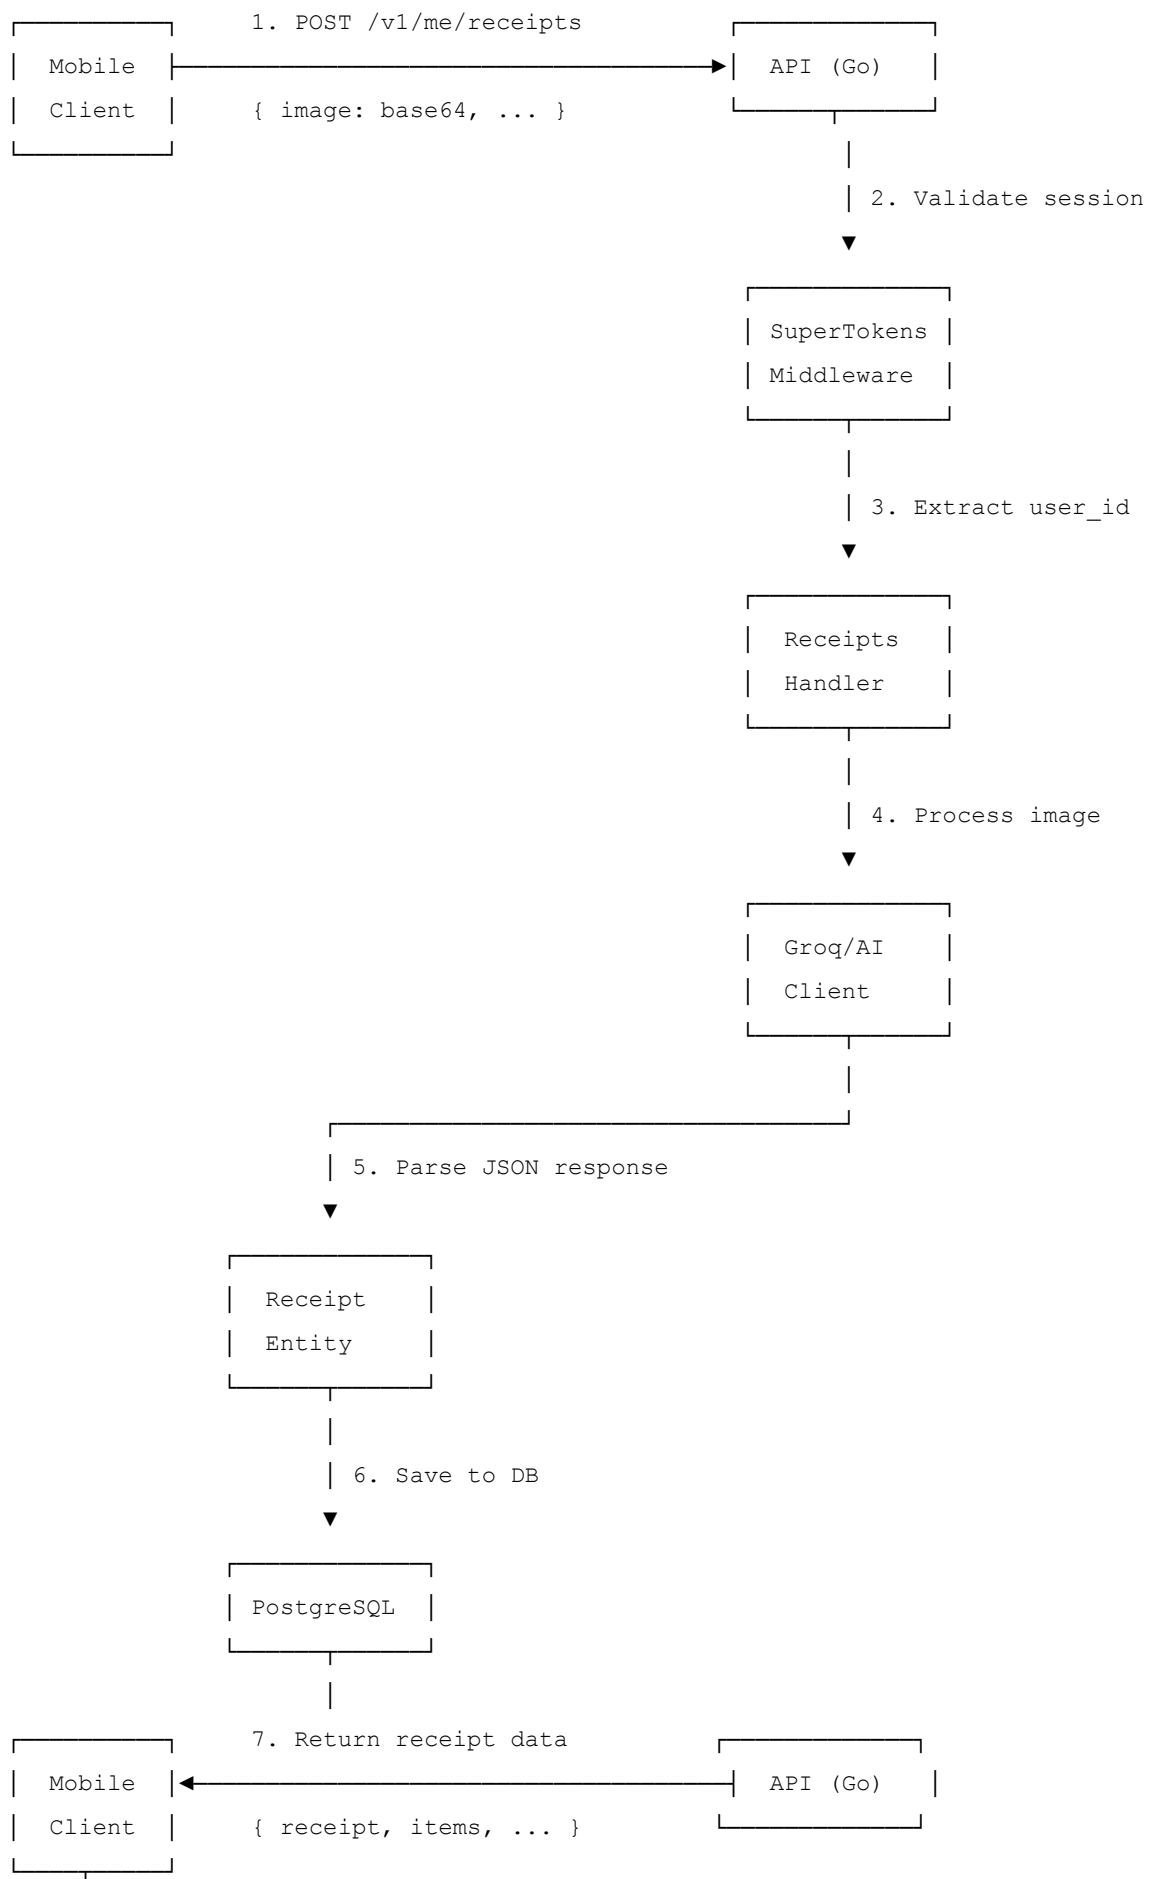 1. POST /v1/me/receipts
Mobile
API (Go)
Client
{ image: base64, ... }
2. Validate session
SuperTokens
Middleware
3. Extract user_id
Receipts
Handler
4. Process image
Groq/AI
Client
5. Parse JSON response
Receipt
Entity
6. Save to DB
PostgreSQL
7. Return receipt data
Mobile
API (Go)
Client
{ receipt, items, ... }